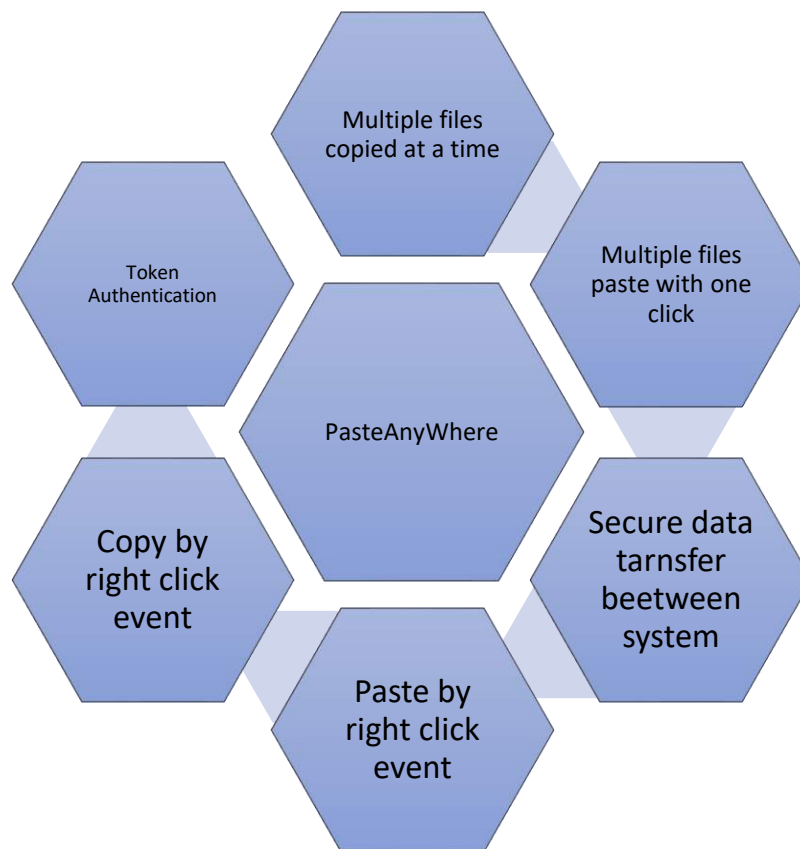 Multiple files
copied at a time
Token
Authentication
Multiple files
paste with one
click
PasteAnyWhere
Copy by
right click
event
Secure data
tarnsfer
beetween
system
Paste by
right click
event